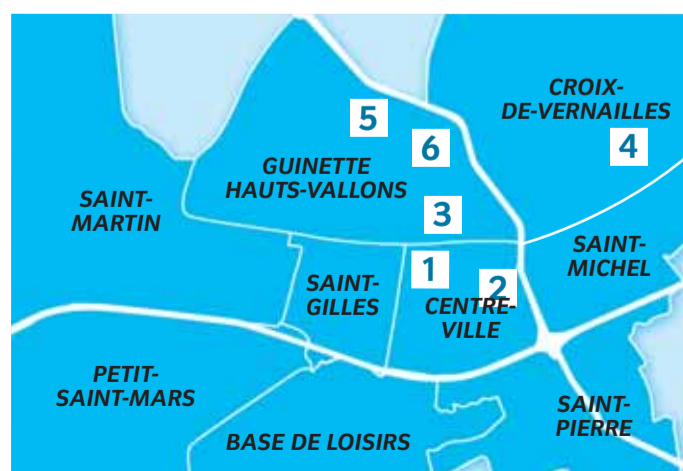 CROIX-
DE-VERNAILLES
5
6
4
GUINETTE
HAUTS-VALLONS
SAINT-
MARTIN
3
SAINT-
MICHEL
1
2
SAINT-
GILLES
CENTRE-
VILLE
PETIT-
SAINT-MARS
SAINT-
PIERRE
BASE DE LOISIRS